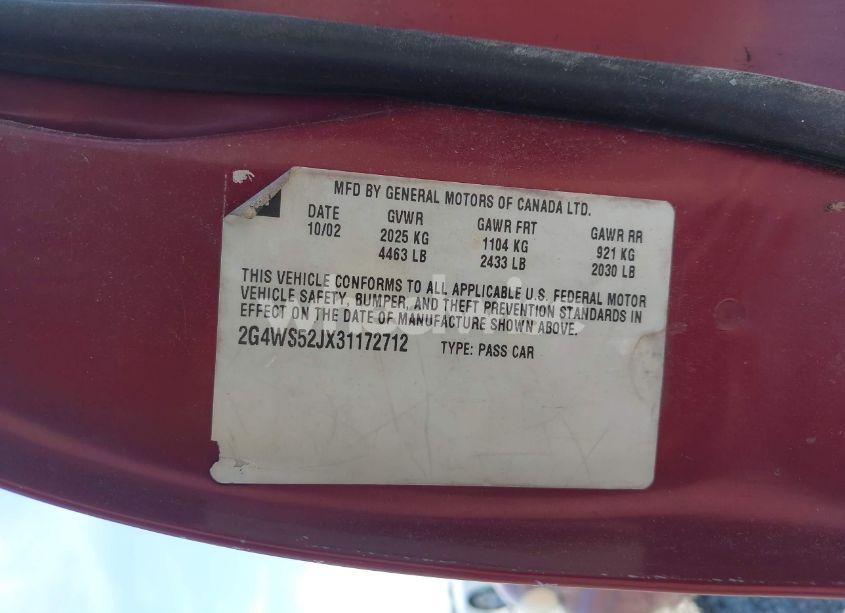 MFD BY GENERAL MOTORS OF CANADA LTD.
DATE GVWR GAWR FRT GAWR RR
10/02 2025 KG 1104 KG 921 KG
4463 LB 2433 LB 2030 LB
THIS VEHICLE CONFORMS TO ALL APPLICABLE U.S. FEDERAL MOTOR
VEHICLE SAFETY, BUMPER, AND THEFT PREVENTION STANDARDS IN
EFFECT ON THE DATE OF MANUFACTURE SHOWN ABOVE.
2G4WS52JX31172712 TYPE: PASS CAR